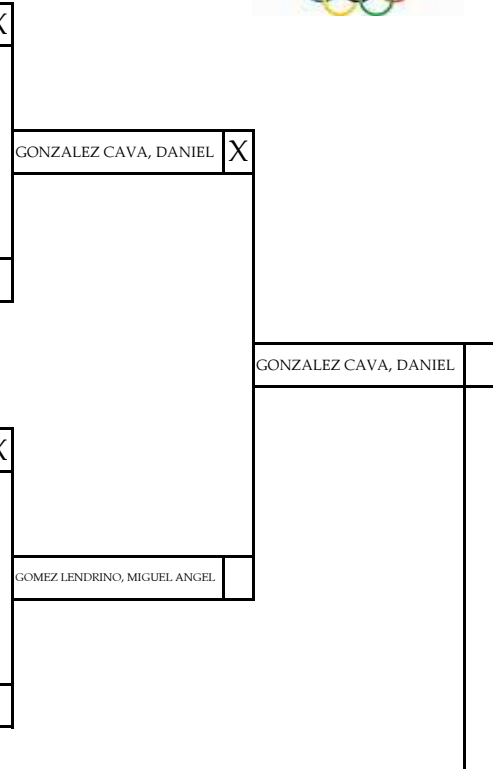 X
GONZALEZ CAVA, DANIEL X
GONZALEZ CAVA, DANIEL
X
GOMEZ LENDRINO, MIGUEL ANGEL